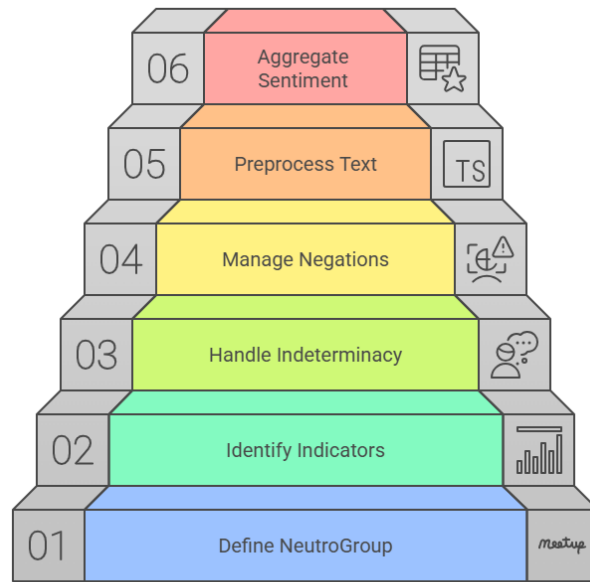 06
Aggregate
Sentiment
05
Preprocess Text
TS
04
Manage Negations
03
Handle Indeterminacy
02
Identify Indicators
01
Define NeutroGroup
meetup